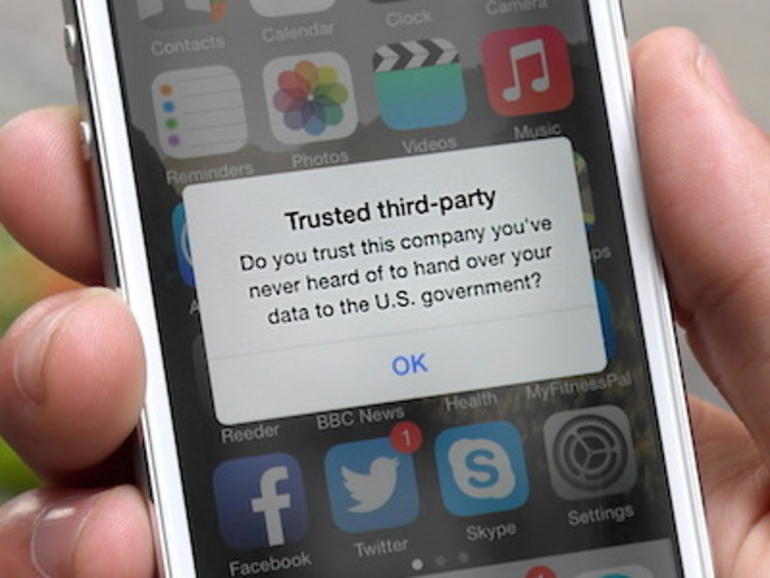 Contacts
Calendar
Clock
Camera
Reminders
Photos
Videos
Music
Trusted third-party
Do you trust this company you've
never heard of to hand over your
data to the U.S. government?
OK
ps
Reeder
BBC News
Health
MyFitnessPal
1
f
S
Facebook
Twitter
Skype
Settings